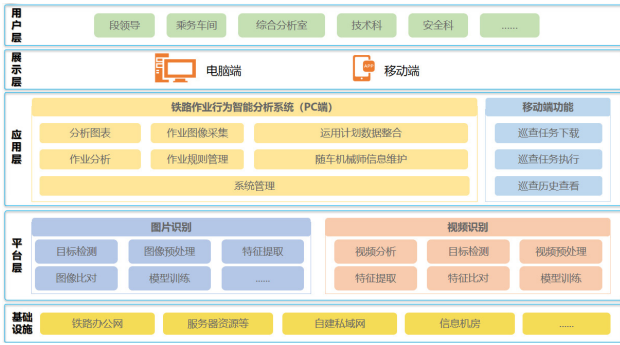 用户层
段领导 乘务车间 综合分析室 技术科 安全科 ......
展示层
电脑端 APP 移动端
应用层
铁路作业行为智能分析系统（PC端） 移动端功能
分析图表 作业图像采集 运用计划数据整合 巡查任务下载
作业分析 作业规则管理 随车机械师信息维护 巡查任务执行
系统管理 巡查历史查看
平台层
图片识别 视频识别
目标检测 图像预处理 特征提取 视频分析 目标检测 视频预处理
图像比对 模型训练 ...... 特征提取 特征比对 模型训练
基础设施
铁路办公网 服务器资源等 自建私域网 信息机房 ......